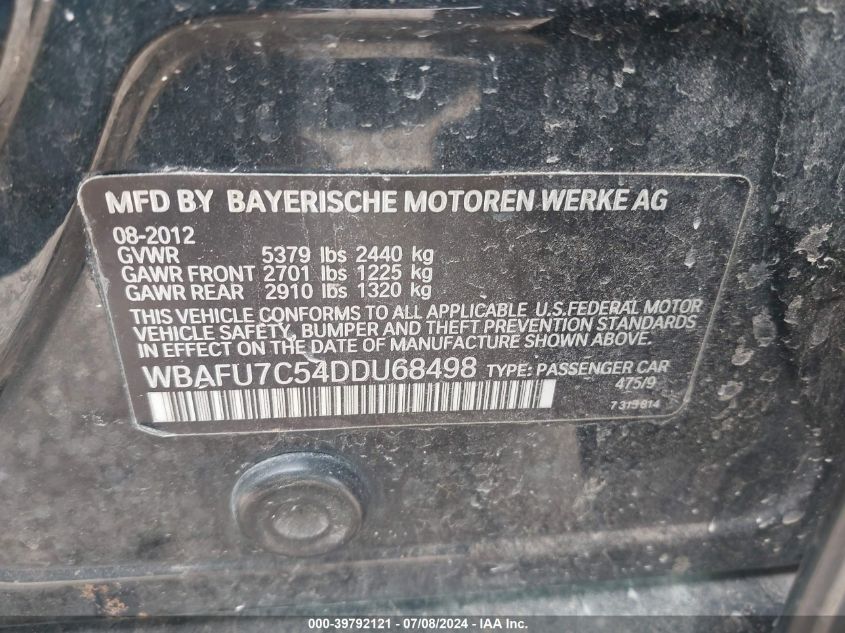 MFD BY BAYERISCHE MOTOREN WERKE AG
08-2012
GVWR 5379 lbs 2440 kg
GAWR FRONT 2701 lbs 1225 kg
GAWR REAR 2910 lbs 1320 kg
THIS VEHICLE CONFORMS TO ALL APPLICABLE U.S.FEDERAL MOTOR
VEHICLE SAFETY, BUMPER AND THEFT PREVENTION STANDARDS
IN EFFECT ON THE DATE OF MANUFACTURE SHOWN ABOVE.
WBAFU7C54DDU68498 TYPE: PASSENGER CAR
475/9
7 319 814
000-39792121 - 07/08/2024 - IAA Inc.